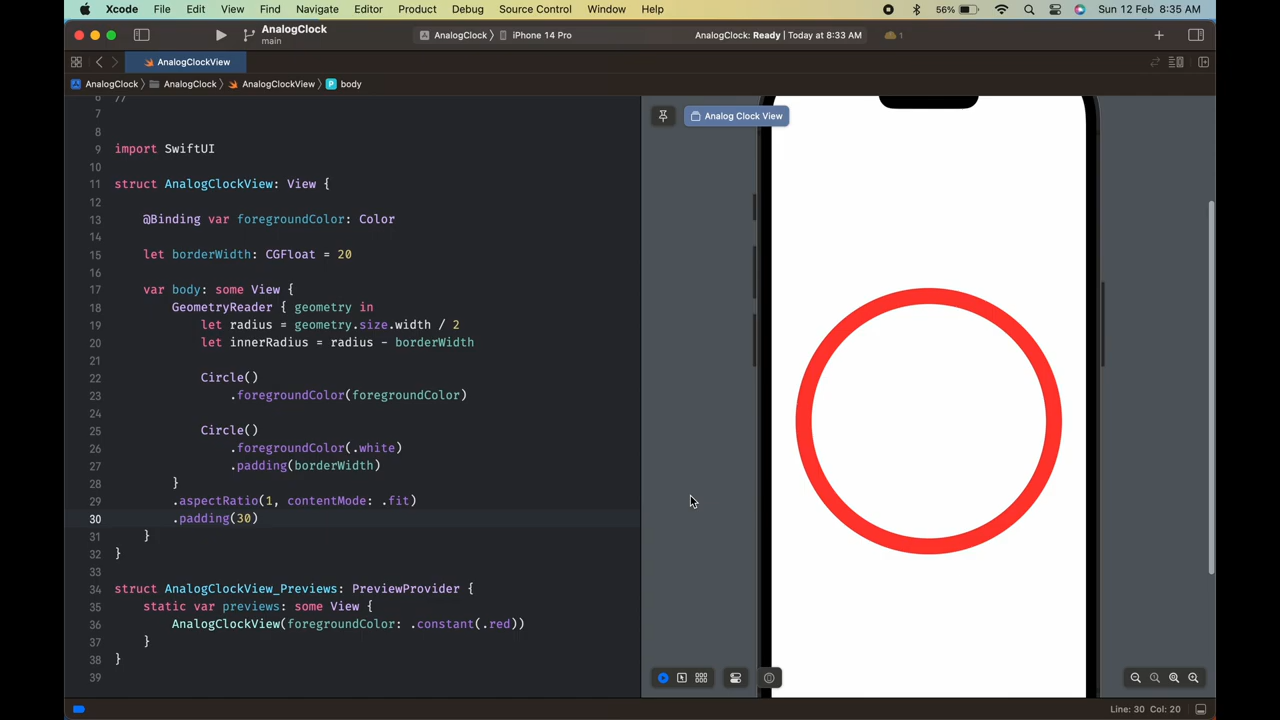 Xcode File Edit View Find Navigate Editor Product Debug Source Control Window Help 56% Sun 12 Feb 8:35 AM
AnalogClock
main
AnalogClock iPhone 14 Pro
AnalogClock: Ready | Today at 8:33 AM
1
AnalogClockView
AnalogClock AnalogClock AnalogClockView P body
6 //
7
8
9 import SwiftUI
10
11 struct AnalogClockView: View {
12
13 @Binding var foregroundColor: Color
14
15 let borderWidth: CGFloat = 20
16
17 var body: some View {
18 GeometryReader { geometry in
19 let radius = geometry.size.width / 2
20 let innerRadius = radius - borderWidth
21
22 Circle()
23 .foregroundColor(foregroundColor)
24
25 Circle()
26 .foregroundColor(.white)
27 .padding(borderWidth)
28 }
29 .aspectRatio(1, contentMode: .fit)
30 .padding(30)
31 }
32 }
33
34 struct AnalogClockView_Previews: PreviewProvider {
35 static var previews: some View {
36 AnalogClockView(foregroundColor: .constant(.red))
37 }
38 }
39
Analog Clock View
Line: 30 Col: 20